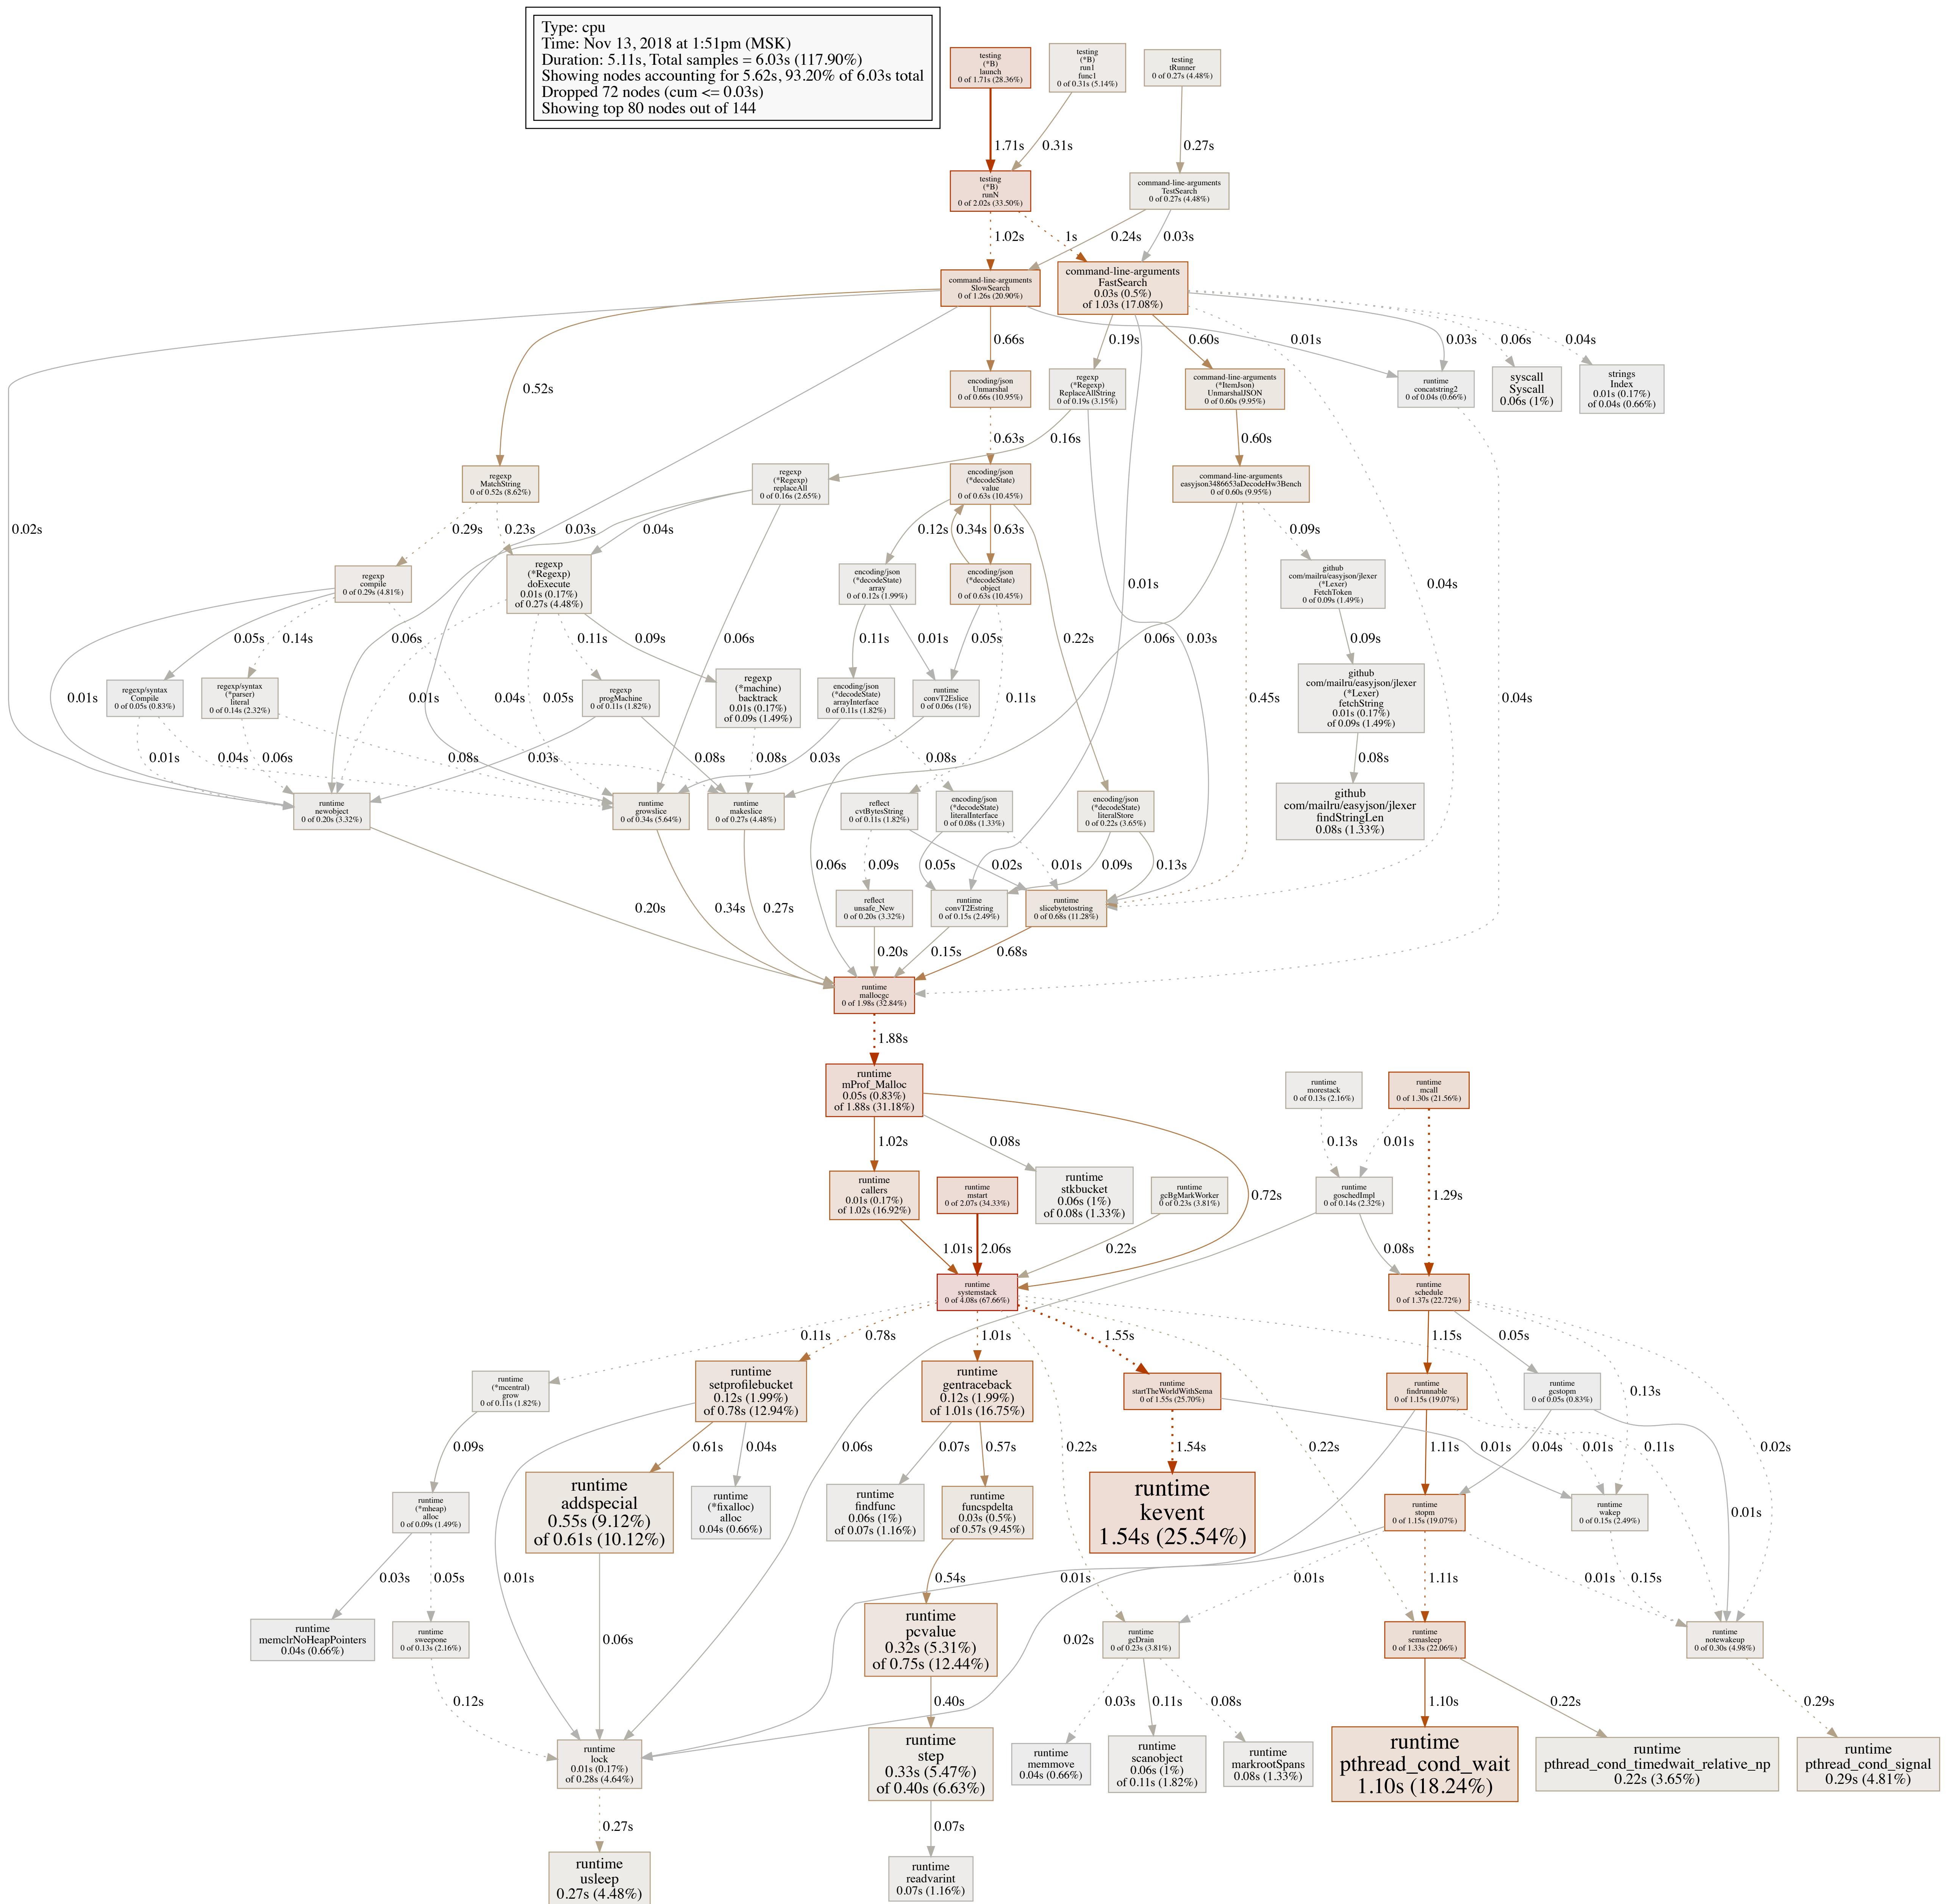 Type: cpu
Time: Nov 13, 2018 at 1:51pm (MSK)
Duration: 5.11s, Total samples = 6.03s (117.90%)
Showing nodes accounting for 5.62s, 93.20% of 6.03s total
Dropped 72 nodes (cum <= 0.03s)
Showing top 80 nodes out of 144
testing
(*B)
launch
0 of 1.71s (28.36%)
testing
(*B)
run1
func1
0 of 0.31s (5.14%)
testing
tRunner
0 of 0.27s (4.48%)
1.71s
0.31s
0.27s
testing
(*B)
runN
0 of 2.02s (33.50%)
command-line-arguments
TestSearch
0 of 0.27s (4.48%)
1.02s
1s
0.24s
0.03s
command-line-arguments
SlowSearch
0 of 1.26s (20.90%)
command-line-arguments
FastSearch
0.03s (0.5%)
of 1.03s (17.08%)
0.52s
0.66s
0.19s
0.60s
0.01s
0.03s
0.06s
0.04s
encoding/json
Unmarshal
0 of 0.66s (10.95%)
regexp
(*Regexp)
ReplaceAllString
0 of 0.19s (3.15%)
command-line-arguments
(*ItemJson)
UnmarshalJSON
0 of 0.60s (9.95%)
runtime
concatstring2
0 of 0.04s (0.66%)
syscall
Syscall
0.06s (1%)
strings
Index
0.01s (0.17%)
of 0.04s (0.66%)
0.63s
0.16s
0.60s
regexp
MatchString
0 of 0.52s (8.62%)
regexp
(*Regexp)
replaceAll
0 of 0.16s (2.65%)
encoding/json
(*decodeState)
value
0 of 0.63s (10.45%)
command-line-arguments
easyjson3486653aDecodeHw3Bench
0 of 0.60s (9.95%)
0.02s
0.29s
0.23s
0.03s
0.04s
0.12s
0.34s
0.63s
0.09s
regexp
compile
0 of 0.29s (4.81%)
regexp
(*Regexp)
doExecute
0.01s (0.17%)
of 0.27s (4.48%)
encoding/json
(*decodeState)
array
0 of 0.12s (1.99%)
encoding/json
(*decodeState)
object
0 of 0.63s (10.45%)
0.01s
github
com/mailru/easyjson/jlexer
(*Lexer)
FetchToken
0 of 0.09s (1.49%)
0.04s
0.05s
0.14s
0.06s
0.11s
0.09s
0.06s
0.11s
0.01s
0.05s
0.22s
0.06s
0.03s
0.09s
0.01s
regexp/syntax
Compile
0 of 0.05s (0.83%)
regexp/syntax
(*parser)
literal
0 of 0.14s (2.32%)
0.01s
0.04s
0.05s
regexp
progMachine
0 of 0.11s (1.82%)
regexp
(*machine)
backtrack
0.01s (0.17%)
of 0.09s (1.49%)
encoding/json
(*decodeState)
arrayInterface
0 of 0.11s (1.82%)
runtime
convT2Eslice
0 of 0.06s (1%)
0.11s
0.45s
github
com/mailru/easyjson/jlexer
(*Lexer)
fetchString
0.01s (0.17%)
of 0.09s (1.49%)
0.04s
0.01s
0.04s
0.06s
0.08s
0.03s
0.08s
0.08s
0.03s
0.08s
0.08s
runtime
newobject
0 of 0.20s (3.32%)
runtime
growslice
0 of 0.34s (5.64%)
runtime
makeslice
0 of 0.27s (4.48%)
reflect
cvtBytesString
0 of 0.11s (1.82%)
encoding/json
(*decodeState)
literalInterface
0 of 0.08s (1.33%)
encoding/json
(*decodeState)
literalStore
0 of 0.22s (3.65%)
github
com/mailru/easyjson/jlexer
findStringLen
0.08s (1.33%)
0.06s
0.09s
0.05s
0.02s
0.01s
0.09s
0.13s
0.20s
0.34s
0.27s
reflect
unsafe_New
0 of 0.20s (3.32%)
runtime
convT2Estring
0 of 0.15s (2.49%)
runtime
slicebytetostring
0 of 0.68s (11.28%)
0.20s
0.15s
0.68s
runtime
mallocgc
0 of 1.98s (32.84%)
1.88s
runtime
mProf_Malloc
0.05s (0.83%)
of 1.88s (31.18%)
runtime
morestack
0 of 0.13s (2.16%)
runtime
mcall
0 of 1.30s (21.56%)
1.02s
0.08s
0.13s
0.01s
runtime
callers
0.01s (0.17%)
of 1.02s (16.92%)
runtime
mstart
0 of 2.07s (34.33%)
runtime
stkbucket
0.06s (1%)
of 0.08s (1.33%)
runtime
gcBgMarkWorker
0 of 0.23s (3.81%)
0.72s
runtime
goschedImpl
0 of 0.14s (2.32%)
1.29s
1.01s
2.06s
0.22s
0.08s
runtime
systemstack
0 of 4.08s (67.66%)
runtime
schedule
0 of 1.37s (22.72%)
0.11s
0.78s
1.01s
1.55s
1.15s
0.05s
runtime
(*mcentral)
grow
0 of 0.11s (1.82%)
runtime
setprofilebucket
0.12s (1.99%)
of 0.78s (12.94%)
runtime
gentraceback
0.12s (1.99%)
of 1.01s (16.75%)
runtime
startTheWorldWithSema
0 of 1.55s (25.70%)
runtime
findrunnable
0 of 1.15s (19.07%)
runtime
gcstopm
0 of 0.05s (0.83%)
0.13s
0.09s
0.61s
0.04s
0.06s
0.07s
0.57s
0.22s
1.54s
0.22s
1.11s
0.01s
0.04s
0.01s
0.11s
0.02s
runtime
(*mheap)
alloc
0 of 0.09s (1.49%)
runtime
addspecial
0.55s (9.12%)
of 0.61s (10.12%)
runtime
(*fixalloc)
alloc
0.04s (0.66%)
runtime
findfunc
0.06s (1%)
of 0.07s (1.16%)
runtime
funcspdelta
0.03s (0.5%)
of 0.57s (9.45%)
runtime
kevent
1.54s (25.54%)
runtime
stopm
0 of 1.15s (19.07%)
runtime
wakep
0 of 0.15s (2.49%)
0.01s
0.03s
0.05s
0.01s
0.54s
0.01s
0.01s
1.11s
0.01s
0.15s
runtime
memclrNoHeapPointers
0.04s (0.66%)
runtime
sweepone
0 of 0.13s (2.16%)
0.06s
runtime
pcvalue
0.32s (5.31%)
of 0.75s (12.44%)
0.02s
runtime
gcDrain
0 of 0.23s (3.81%)
runtime
semasleep
0 of 1.33s (22.06%)
runtime
notewakeup
0 of 0.30s (4.98%)
0.12s
0.40s
0.03s
0.11s
0.08s
1.10s
0.22s
0.29s
runtime
lock
0.01s (0.17%)
of 0.28s (4.64%)
runtime
step
0.33s (5.47%)
of 0.40s (6.63%)
runtime
memmove
0.04s (0.66%)
runtime
scanobject
0.06s (1%)
of 0.11s (1.82%)
runtime
markrootSpans
0.08s (1.33%)
runtime
pthread_cond_wait
1.10s (18.24%)
runtime
pthread_cond_timedwait_relative_np
0.22s (3.65%)
runtime
pthread_cond_signal
0.29s (4.81%)
0.27s
0.07s
runtime
usleep
0.27s (4.48%)
runtime
readvarint
0.07s (1.16%)